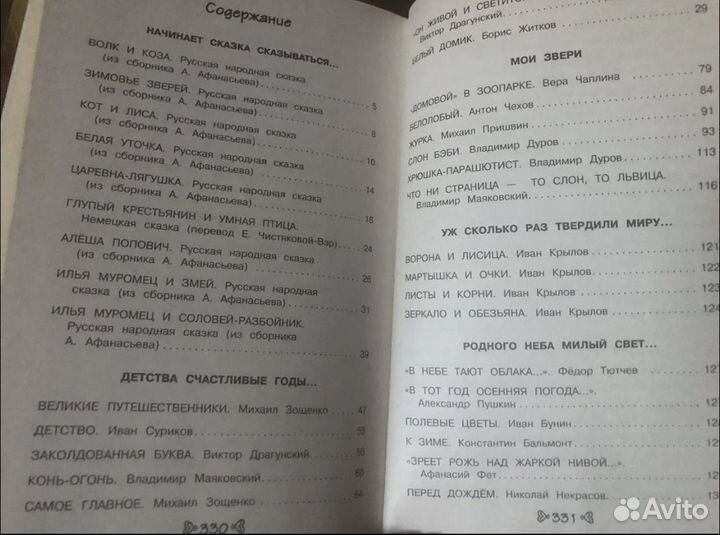 Содержание
НАЧИНАЕТ СКАЗКА СКАЗЫВАТЬСЯ...
ВОЛК И КОЗА. Русская народная сказка
(из сборника А. Афанасьева) 5
ЗИМОВЬЕ ЗВЕРЕЙ. Русская народная сказка
(из сборника А. Афанасьева) 8
КОТ И ЛИСА. Русская народная сказка
(из сборника А. Афанасьева) 10
БЕЛАЯ УТОЧКА. Русская народная сказка
(из сборника А. Афанасьева) 14
ЦАРЕВНА-ЛЯГУШКА. Русская народная сказка
(из сборника А. Афанасьева) 18
ГЛУПЫЙ КРЕСТЬЯНИН И УМНАЯ ПТИЦА.
Немецкая сказка (перевод Е. Чистяковой-Вэр) 24
АЛЁША ПОПОВИЧ. Русская народная сказка
(из сборника А. Афанасьева) 26
ИЛЬЯ МУРОМЕЦ И ЗМЕЙ. Русская народная
сказка (из сборника А. Афанасьева) 31
ИЛЬЯ МУРОМЕЦ И СОЛОВЕЙ-РАЗБОЙНИК.
Русская народная сказка (из сборника
А. Афанасьева) 39
ДЕТСТВА СЧАСТЛИВЫЕ ГОДЫ...
ВЕЛИКИЕ ПУТЕШЕСТВЕННИКИ. Михаил Зощенко 47
ДЕТСТВО. Иван Суриков
ЗАКОЛДОВАННАЯ БУКВА. Виктор Драгунский
КОНЬ-ОГОНЬ. Владимир Маяковский 60
САМОЕ ГЛАВНОЕ. Михаил Зощенко 64
330
ОН ЖИВОЙ И СВЕТИТ
Виктор Драгунский
БЕЛЫЙ ДОМИК. Борис Житков 29
МОИ ЗВЕРИ
«ДОМОВОЙ» В ЗООПАРКЕ. Вера Чаплина 79
БЕЛОЛОБЫЙ. Антон Чехов 84
ЖУРКА. Михаил Пришвин 91
СЛОН БЭБИ. Владимир Дуров 93
ХРЮШКА-ПАРАШЮТИСТ. Владимир Дуров 113
ЧТО НИ СТРАНИЦА — ТО СЛОН, ТО ЛЬВИЦА.
Владимир Маяковский 116
УЖ СКОЛЬКО РАЗ ТВЕРДИЛИ МИРУ...
ВОРОНА И ЛИСИЦА. Иван Крылов 121
МАРТЫШКА И ОЧКИ. Иван Крылов 122
ЛИСТЫ И КОРНИ. Иван Крылов 123
ЗЕРКАЛО И ОБЕЗЬЯНА. Иван Крылов 124
РОДНОГО НЕБА МИЛЫЙ СВЕТ...
«В НЕБЕ ТАЮТ ОБЛАКА...». Фёдор Тютчев 127
«В ТОТ ГОД ОСЕННЯЯ ПОГОДА...».
Александр Пушкин
ПОЛЕВЫЕ ЦВЕТЫ. Иван Бунин
К ЗИМЕ. Константин Бальмонт
«ЗРЕЕТ РОЖЬ НАД ЖАРКОЙ НИВОЙ...».
Афанасий Фет
ПЕРЕД ДОЖДЁМ. Николай Некрасов
331
Avito